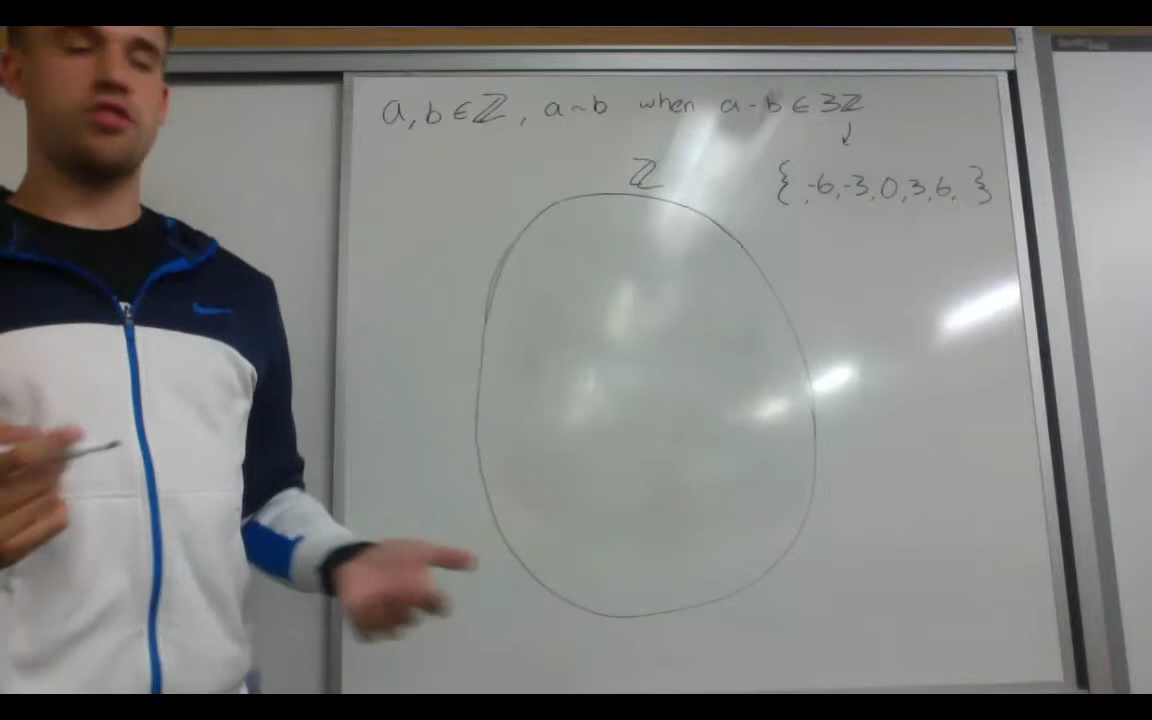 a, b ∈ ℤ, a ~ b when a - b ∈ 3ℤ
ℤ
{ , -6, -3, 0, 3, 6, }